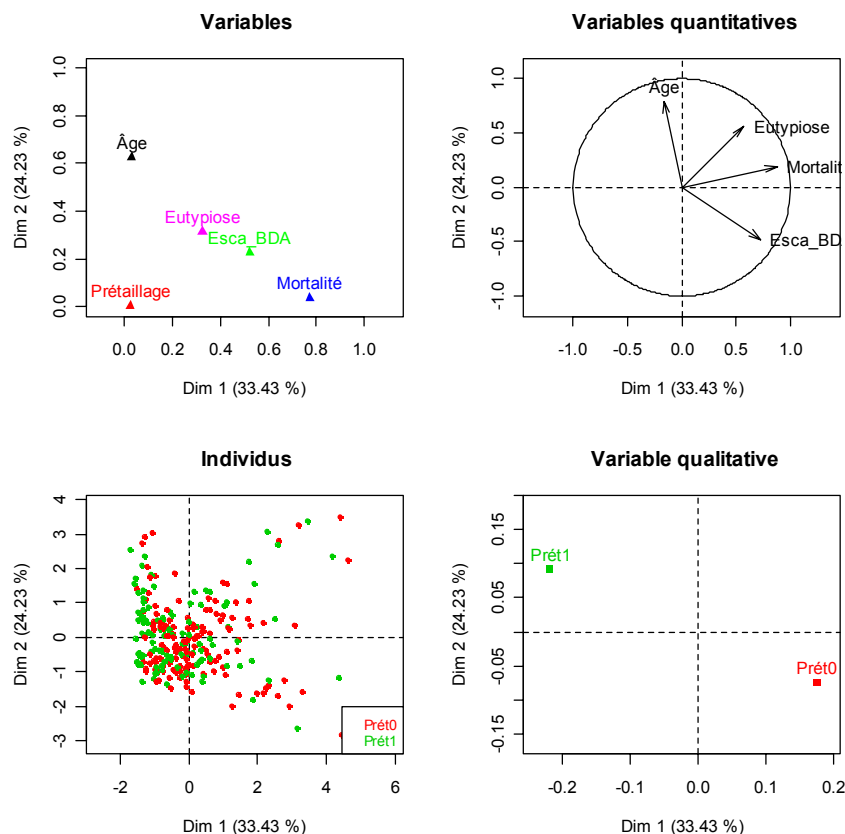 Variables
Dim 2 (24.23 %)
1.0
0.8
0.6
0.4
0.2
0.0
Âge
Eutypiose
Esca_BDA
Prétaillage
Mortalité
0.0 0.2 0.4 0.6 0.8 1.0
Dim 1 (33.43 %)
Variables quantitatives
Dim 2 (24.23 %)
1.0
0.5
0.0
-0.5
-1.0
Âge
Eutypiose
Mortalit
Esca_BD
-1.0 -0.5 0.0 0.5 1.0
Dim 1 (33.43 %)
Individus
Dim 2 (24.23 %)
4
3
2
1
0
-1
-2
-3
Prét0
Prét1
-2 0 2 4 6
Dim 1 (33.43 %)
Variable qualitative
Dim 2 (24.23 %)
0.15
0.05
-0.05
-0.15
Prét1
Prét0
-0.2 -0.1 0.0 0.1 0.2
Dim 1 (33.43 %)